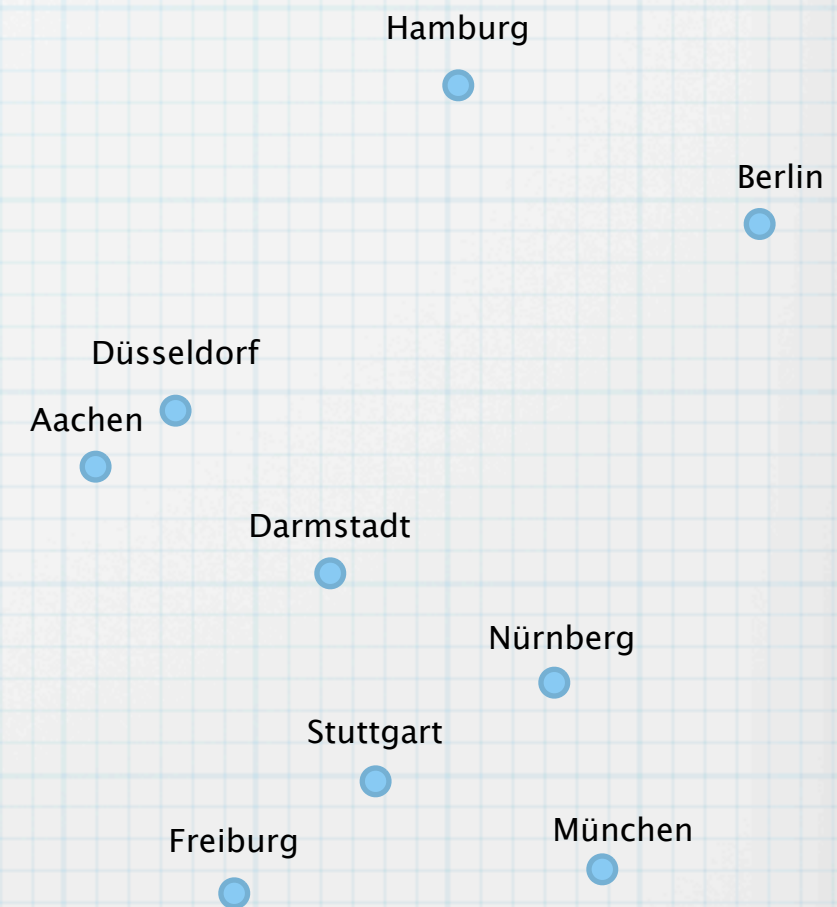 Hamburg
Berlin
Düsseldorf
Aachen
Darmstadt
Nürnberg
Stuttgart
München
Freiburg